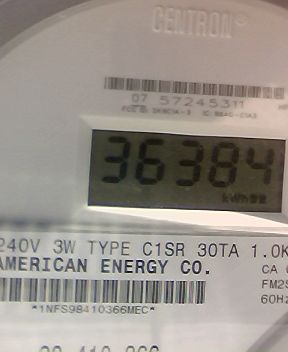 CENTRON®
07 57245311
36384
kWh
240V 3W TYPE C1SR 30TA 1.0K
AMERICAN ENERGY CO.
CA
FM2S
60Hz
*1NFS98410366MEC*